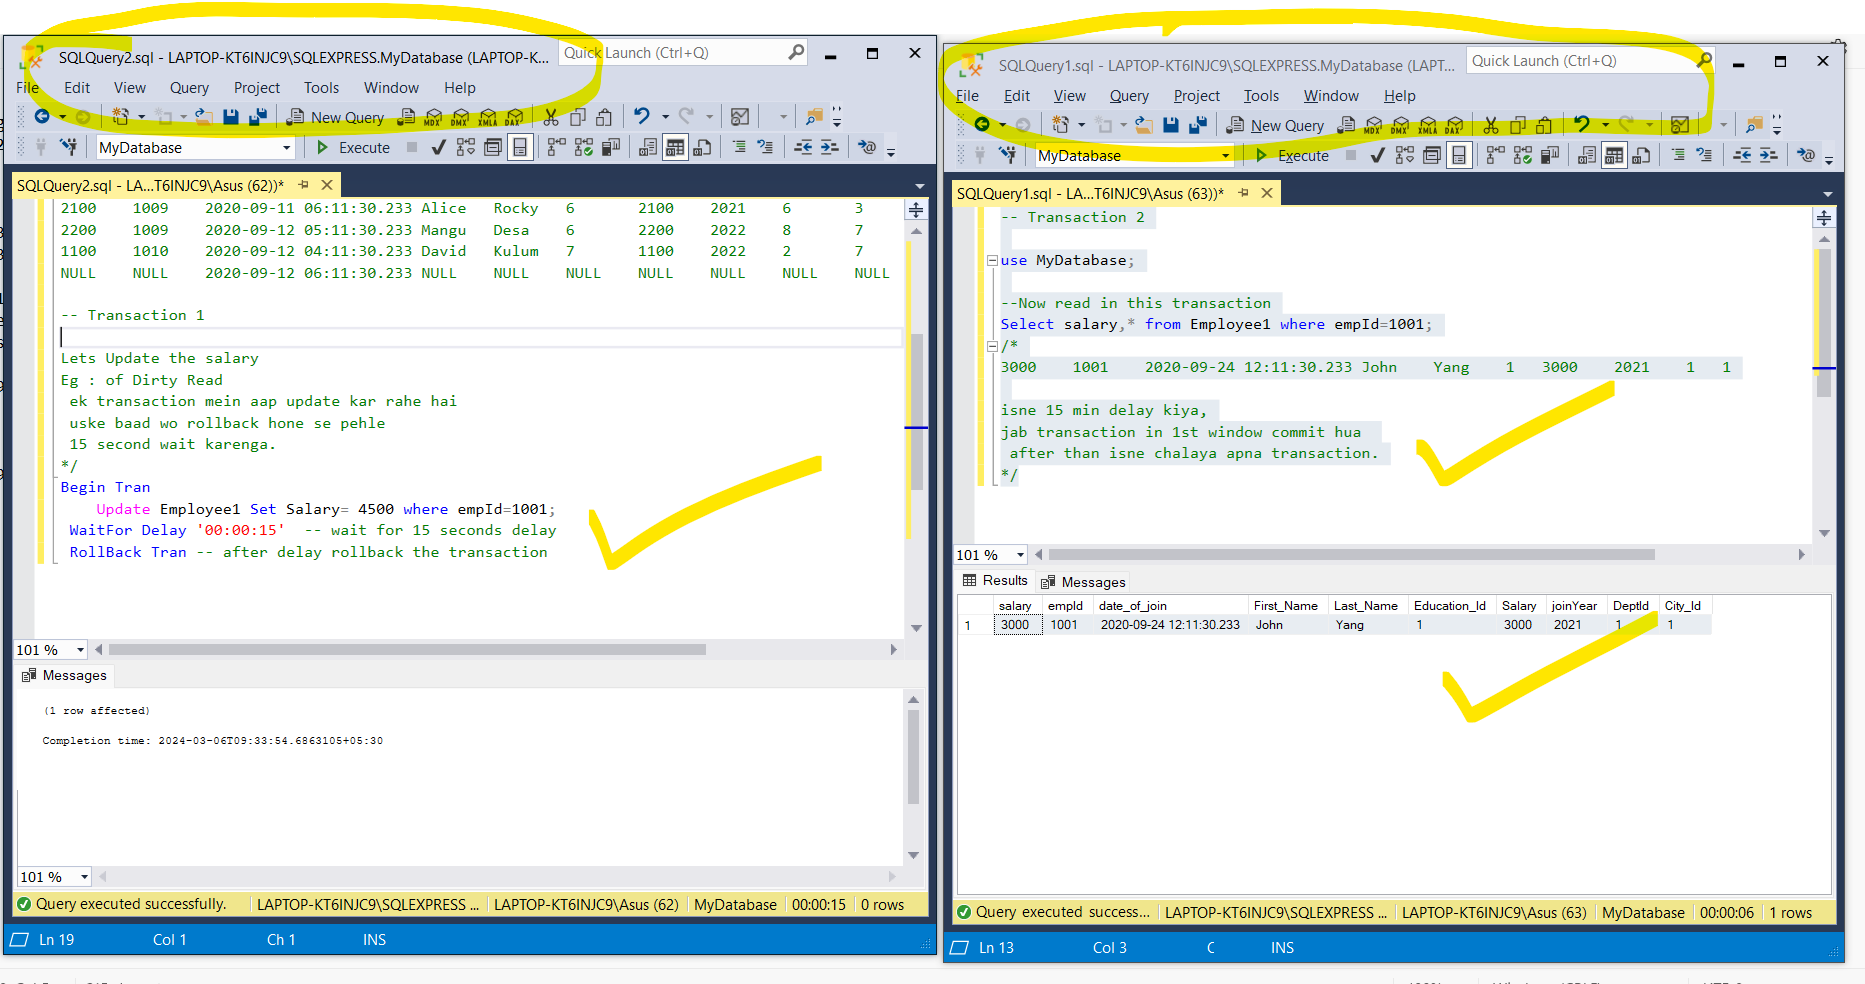 SQLQuery2.sql - LAPTOP-KT6INJC9\SQLEXPRESS.MyDatabase (LAPTOP-K...
Quick Launch (Ctrl+Q)
File Edit View Query Project Tools Window Help
New Query
MyDatabase
Execute
SQLQuery2.sql - LA...T6INJC9\Asus (62))*
2100 1009 2020-09-11 06:11:30.233 Alice Rocky 6 2100 2021 6 3
2200 1009 2020-09-12 05:11:30.233 Mangu Desa 6 2200 2022 8 7
1100 1010 2020-09-12 04:11:30.233 David Kulum 7 1100 2022 2 7
NULL NULL 2020-09-12 06:11:30.233 NULL NULL NULL NULL NULL NULL NULL
-- Transaction 1
Lets Update the salary
Eg : of Dirty Read
ek transaction mein aap update kar rahe hai
uske baad wo rollback hone se pehle
15 second wait karenga.
*/
Begin Tran
Update Employee1 Set Salary= 4500 where empId=1001;
WaitFor Delay '00:00:15' -- wait for 15 seconds delay
RollBack Tran -- after delay rollback the transaction
101 %
Messages
(1 row affected)
Completion time: 2024-03-06T09:33:54.6863105+05:30
101 %
Query executed successfully. LAPTOP-KT6INJC9\SQLEXPRESS ... LAPTOP-KT6INJC9\Asus (62) MyDatabase 00:00:15 0 rows
Ln 19 Col 1 Ch 1 INS
SQLQuery1.sql - LAPTOP-KT6INJC9\SQLEXPRESS.MyDatabase (LAPT...
Quick Launch (Ctrl+Q)
File Edit View Query Project Tools Window Help
New Query
MyDatabase
Execute
SQLQuery1.sql - LA...T6INJC9\Asus (63))*
-- Transaction 2
use MyDatabase;
--Now read in this transaction
Select salary,* from Employee1 where empId=1001;
/*
3000 1001 2020-09-24 12:11:30.233 John Yang 1 3000 2021 1 1
isne 15 min delay kiya,
jab transaction in 1st window commit hua
after than isne chalaya apna transaction.
*/
101 %
Results Messages
salary empId date_of_join First_Name Last_Name Education_Id Salary joinYear DeptId City_Id
1 3000 1001 2020-09-24 12:11:30.233 John Yang 1 3000 2021 1 1
Query executed success... LAPTOP-KT6INJC9\SQLEXPRESS ... LAPTOP-KT6INJC9\Asus (63) MyDatabase 00:00:06 1 rows
Ln 13 Col 3 C INS